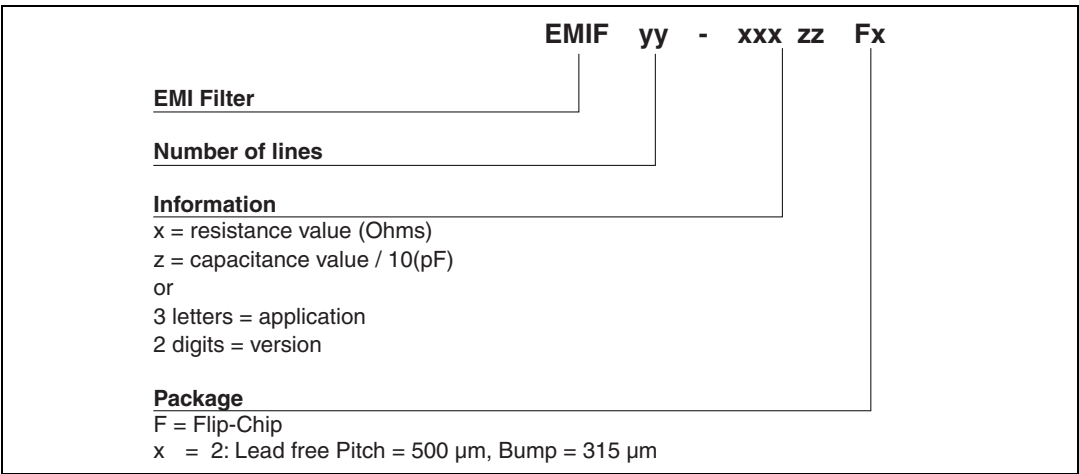 EMIF yy - xxx zz Fx
EMI Filter
Number of lines
Information
x = resistance value (Ohms)
z = capacitance value / 10(pF)
or
3 letters = application
2 digits = version
Package
F = Flip-Chip
x = 2: Lead free Pitch = 500 µm, Bump = 315 µm